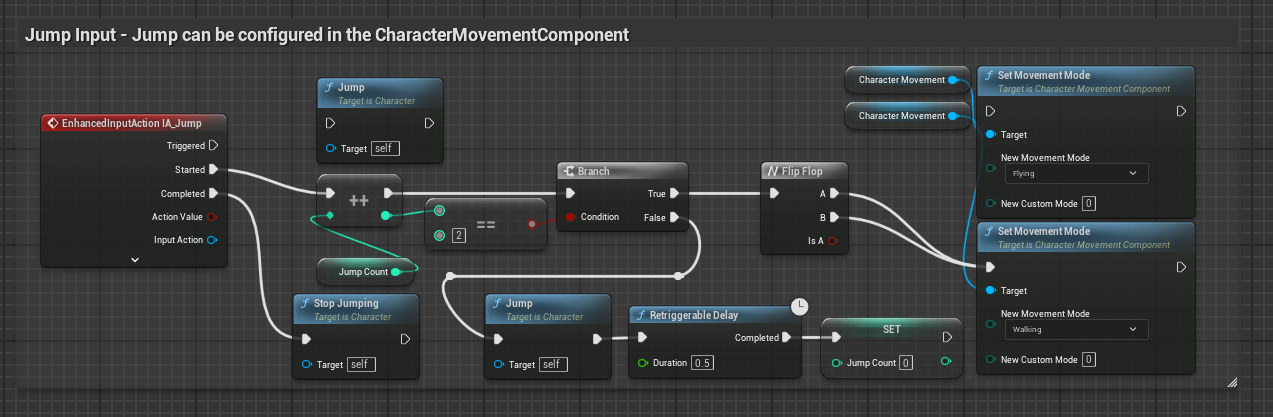 Jump Input - Jump can be configured in the CharacterMovementComponent
EnhancedInputAction IA_Jump
Triggered
Started
Completed
Action Value
Input Action
Jump
Target is Character
Target self
++
Jump Count
==
2
Stop Jumping
Target is Character
Target self
Branch
True
Condition
False
Jump
Target is Character
Target self
Retriggerable Delay
Completed
Duration 0.5
Flip Flop
A
B
Is A
SET
Jump Count 0
Character Movement
Character Movement
Set Movement Mode
Target is Character Movement Component
Target
New Movement Mode
Flying
New Custom Mode 0
Set Movement Mode
Target is Character Movement Component
Target
New Movement Mode
Walking
New Custom Mode 0